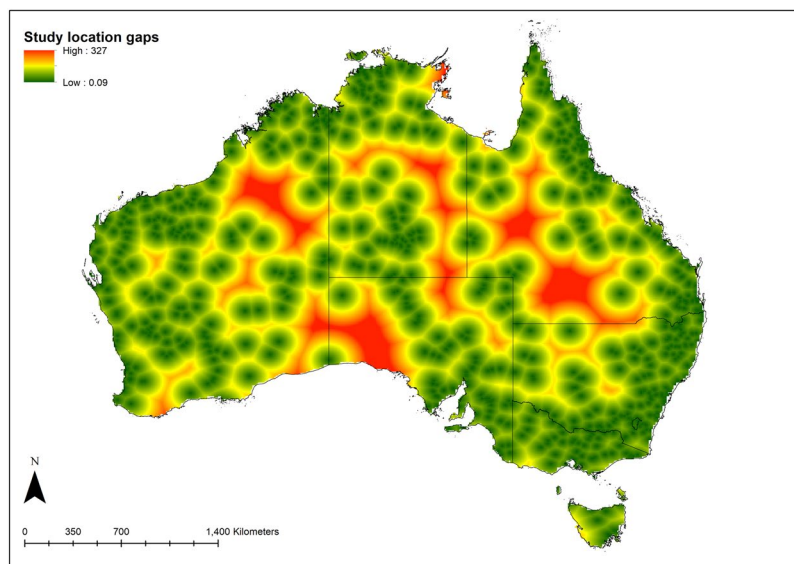 Study location gaps
High : 327
Low : 0.09
N
0 350 700 1,400 Kilometers